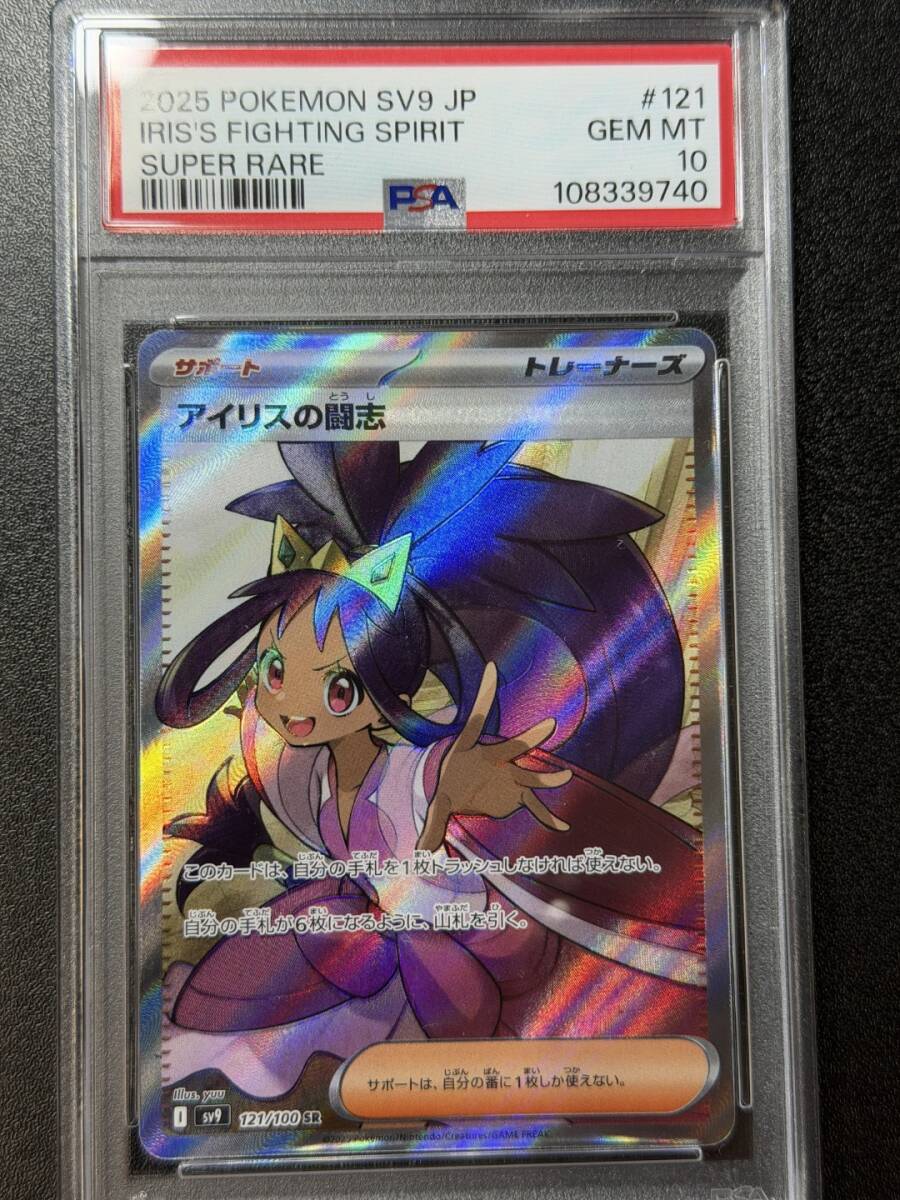 2025 POKEMON SV9 JP #121
IRIS'S FIGHTING SPIRIT GEM MT
SUPER RARE 10
PSA 108339740
サポート トレーナーズ
とう し
アイリスの闘志
じぶん てふだ まい つか
このカードは、自分の手札を1枚トラッシュしなければ使えない。
じぶん てふだ まい やまふだ ひ
自分の手札が6枚になるように、山札を引く。
じぶん ばん まい つか
サポートは、自分の番に1枚しか使えない。
Illus. yuu
I sv9 121/100 SR
Pokémon/Nintendo/Creatures/GAME FREAK.